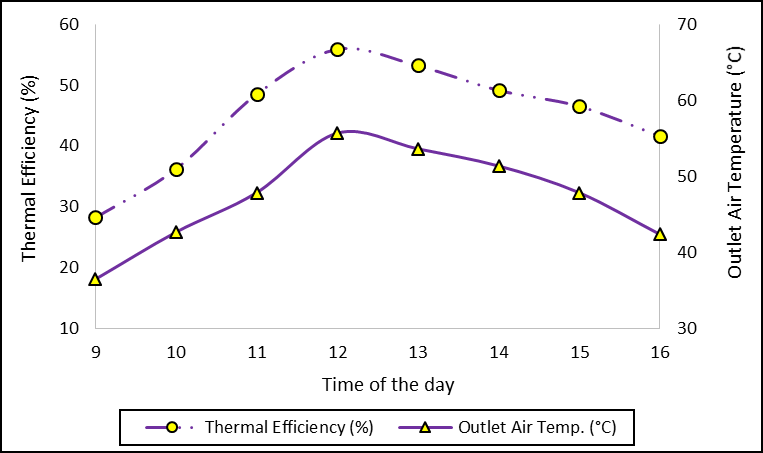 Thermal Efficiency (%)
60
50
40
30
20
10
70
60
50
40
30
Outlet Air Temperature (°C)
9 10 11 12 13 14 15 16
Time of the day
Thermal Efficiency (%) Outlet Air Temp. (°C)